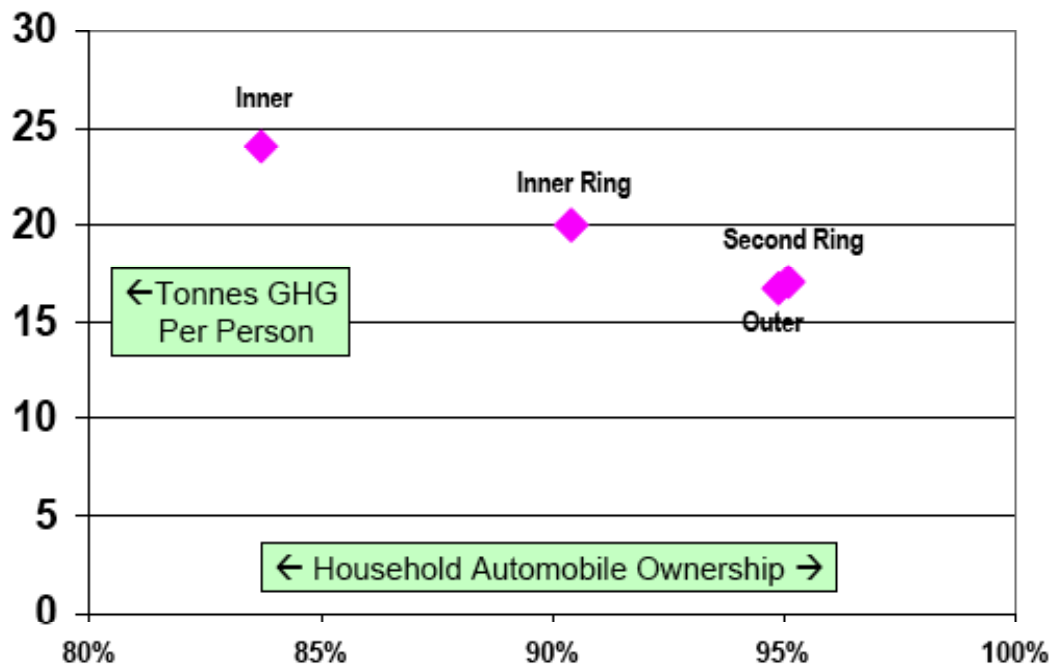 30
Inner
25
Inner Ring
20
Second Ring
←Tonnes GHG
Per Person
15
Outer
10
5
← Household Automobile Ownership →
0
80%
85%
90%
95%
100%